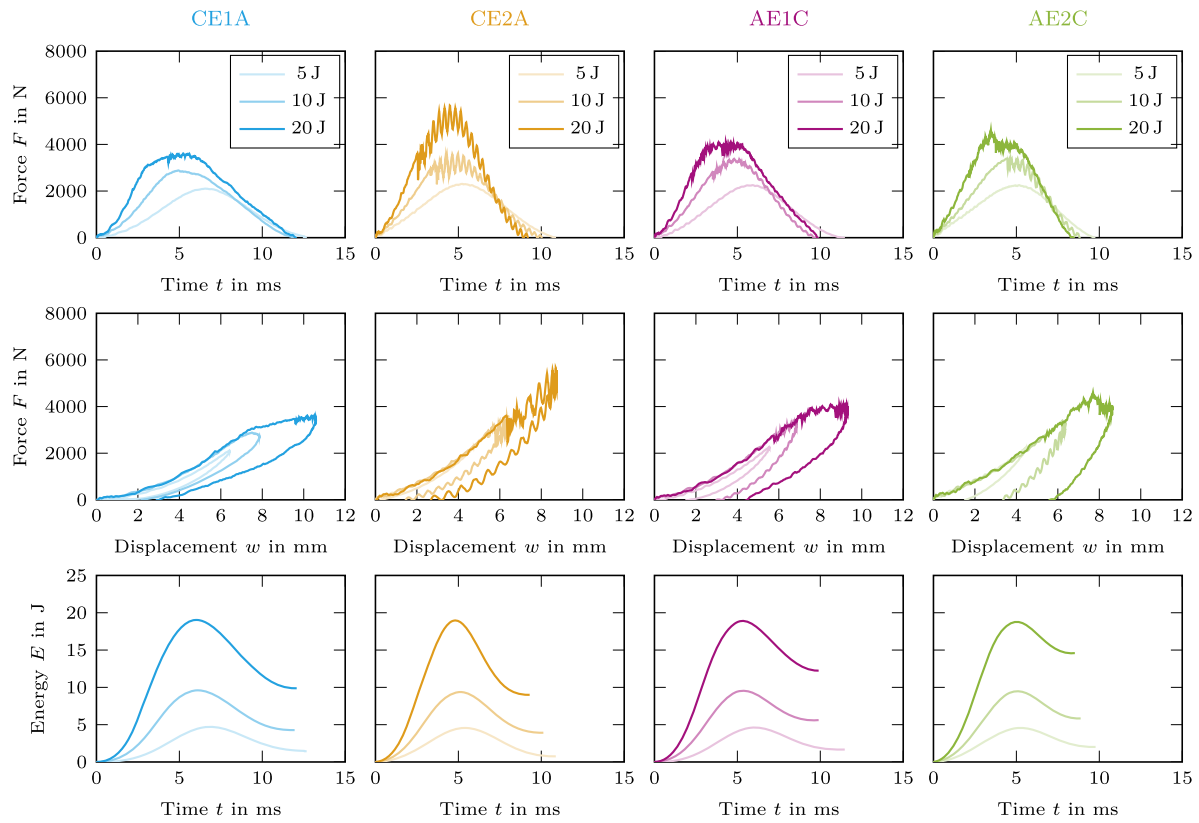 CE1A CE2A AE1C AE2C
8000
6000
4000
2000
0
Force F in N
5 J
10 J
20 J
5 J
10 J
20 J
5 J
10 J
20 J
5 J
10 J
20 J
0 5 10 15 0 5 10 15 0 5 10 15 0 5 10 15
Time t in ms Time t in ms Time t in ms Time t in ms
8000
6000
4000
2000
0
Force F in N
0 2 4 6 8 10 12 0 2 4 6 8 10 12 0 2 4 6 8 10 12 0 2 4 6 8 10 12
Displacement w in mm Displacement w in mm Displacement w in mm Displacement w in mm
25
20
15
10
5
0
Energy E in J
0 5 10 15 0 5 10 15 0 5 10 15 0 5 10 15
Time t in ms Time t in ms Time t in ms Time t in ms